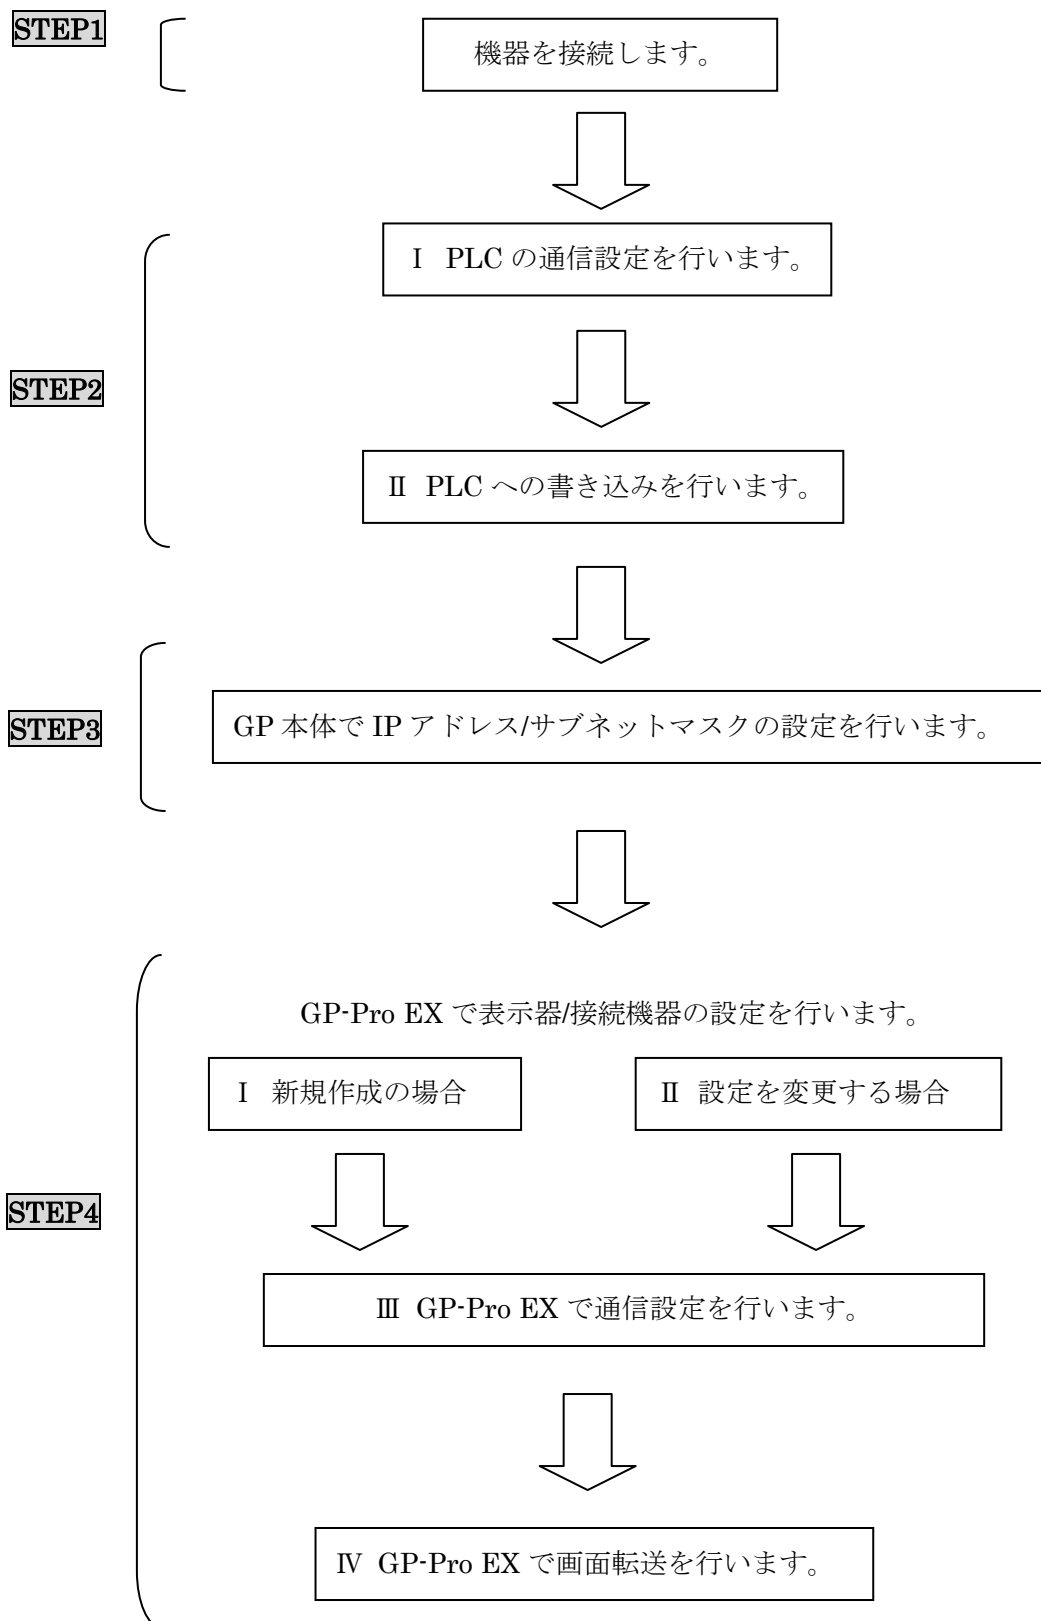 STEP1
機器を接続します。
Ⅰ PLC の通信設定を行います。
STEP2
Ⅱ PLC への書き込みを行います。
STEP3
GP 本体で IP アドレス/サブネットマスクの設定を行います。
GP-Pro EX で表示器/接続機器の設定を行います。
Ⅰ 新規作成の場合
Ⅱ 設定を変更する場合
STEP4
Ⅲ GP-Pro EX で通信設定を行います。
Ⅳ GP-Pro EX で画面転送を行います。